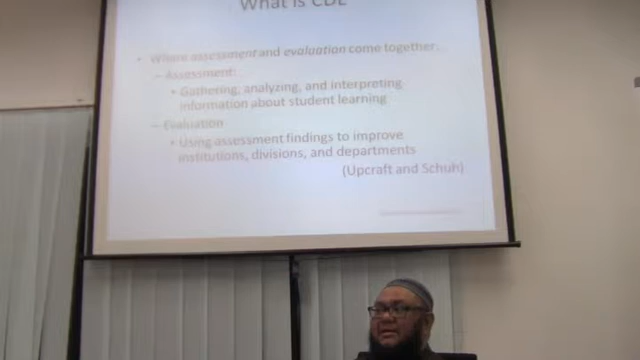 What is CDL
• Where assessment and evaluation come together.
– Assessment:
• Gathering, analyzing, and interpreting
information about student learning
– Evaluation
• Using assessment findings to improve
institutions, divisions, and departments
(Upcraft and Schuh)